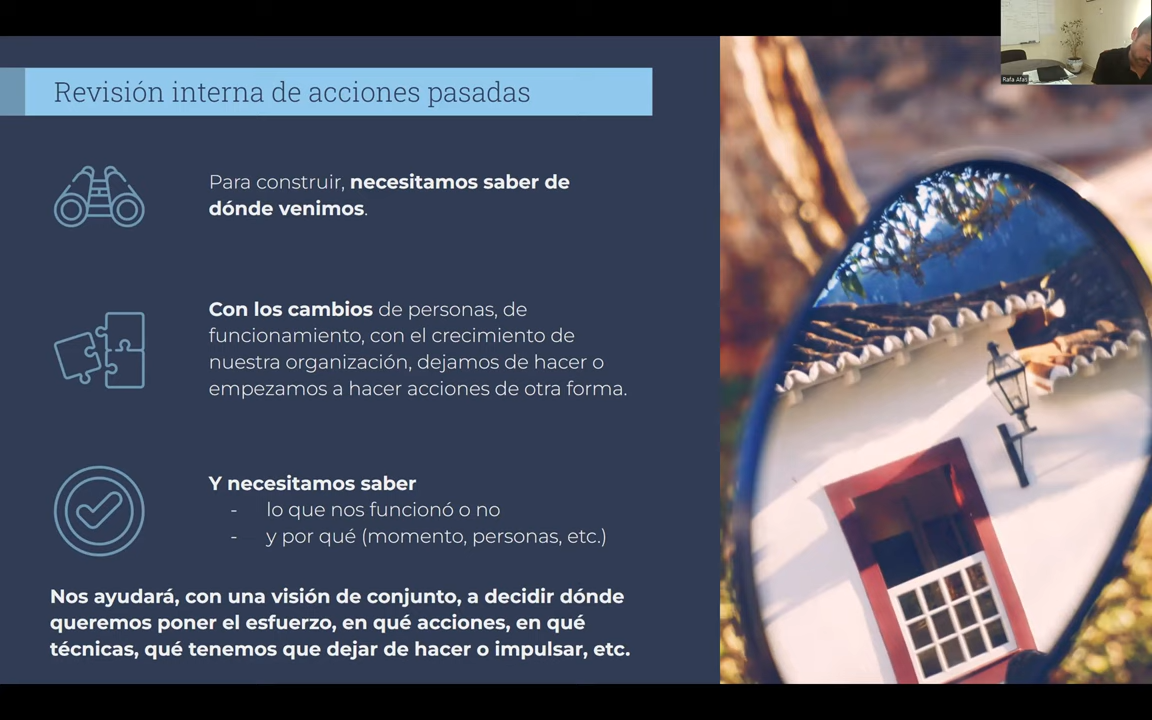 Revisión interna de acciones pasadas
Para construir, necesitamos saber de
dónde venimos.
Con los cambios de personas, de
funcionamiento, con el crecimiento de
nuestra organización, dejamos de hacer o
empezamos a hacer acciones de otra forma.
Y necesitamos saber
- lo que nos funcionó o no
- y por qué (momento, personas, etc.)
Nos ayudará, con una visión de conjunto, a decidir dónde
queremos poner el esfuerzo, en qué acciones, en qué
técnicas, qué tenemos que dejar de hacer o impulsar, etc.
Rafa